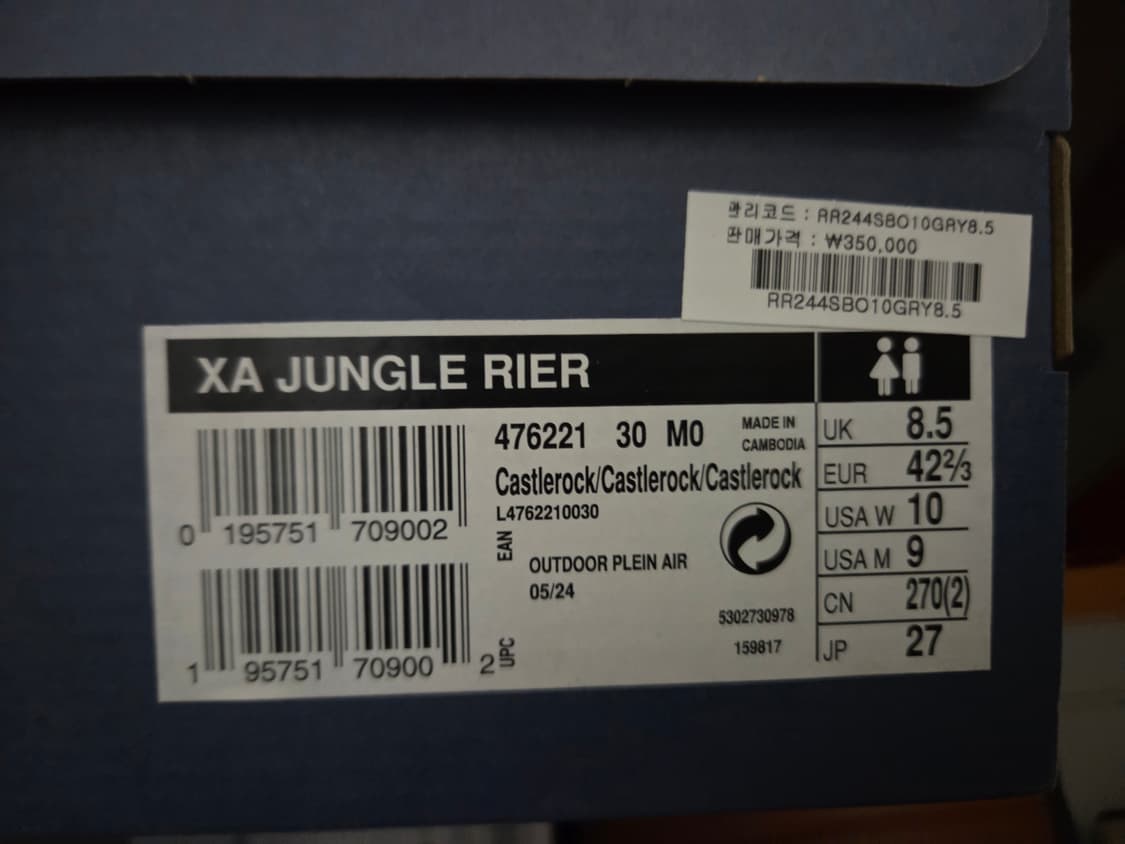 관리코드 : RR244SBO10GRY8.5
판매가격 : ₩350,000
RR244SBO10GRY8.5
XA JUNGLE RIER
476221 30 M0
MADE IN
CAMBODIA
Castlerock/Castlerock/Castlerock
L4762210030
0 195751 709002
EAN
OUTDOOR PLEIN AIR
05/24
5302730978
159817
1 95751 70900 2
UPC
UK 8.5
EUR 42⅔
USA W 10
USA M 9
CN 270(2)
JP 27